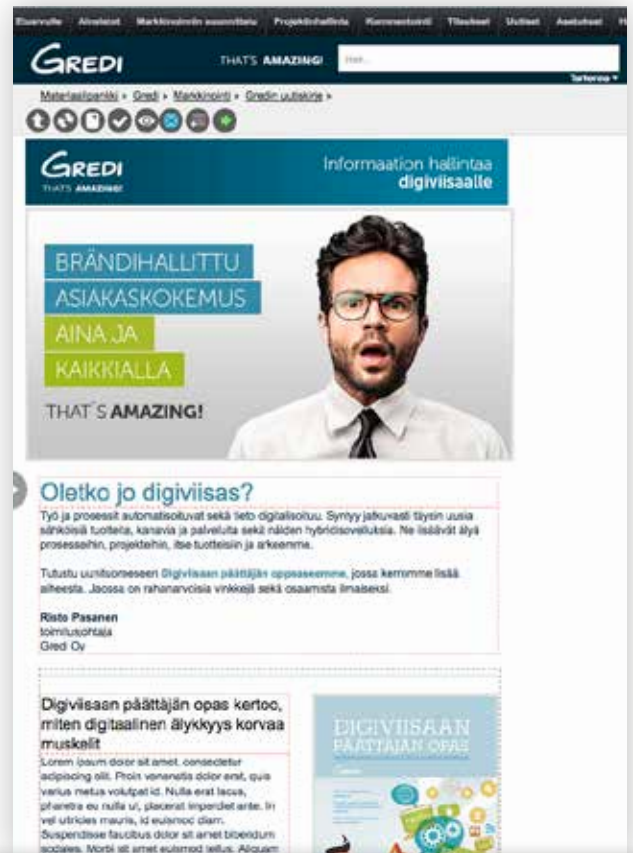 Etusivulle Aineistot Markkinoinnin suunnittelu Projektinhallinta Kommentointi Tilaukset Uutiset Asetukset H
GREDI
THAT'S AMAZING!
Hae...
Tarkenna
Materiaalipankki • Gredi • Markkinointi • Gredin uutiskirje •
GREDI
THAT'S AMAZING!
Informaation hallintaa
digiviisaalle
BRÄNDIHALLITTU
ASIAKASKOKEMUS
AINA JA
KAIKKIALLA
THAT´S AMAZING!
Oletko jo digiviisas?
Työ ja prosessit automatisoituvat sekä tieto digitalisoituu. Syntyy jatkuvasti täysin uusia
sähköisiä tuotteita, kanavia ja palveluita sekä näiden hybridisovelluksia. Ne lisäävät älyä
prosesseihin, projekteihin, itse tuotteisiin ja arkeemme.
Tutustu uunituoreeseen Digiviisaan päättäjän oppaaseemme, jossa kerromme lisää
aiheesta. Jaossa on rahanarvoisia vinkkejä sekä osaamista ilmaiseksi.
Risto Pasanen
toimitusjohtaja
Gredi Oy
Digiviisaan päättäjän opas kertoo,
miten digitaalinen älykkyys korvaa
muskelit
Lorem ipsum dolor sit amet, consectetur
adipiscing elit. Proin venenatis dolor erat, quis
varius metus volutpat id. Nulla erat lacus,
pharetra eu nulla ut, placerat imperdiet ante. In
vel ultricies mauris, id euismod diam.
Suspendisse faucibus dolor sit amet bibendum
sodales. Morbi sit amet euismod tellus. Aliquam
DIGIVIISAAN
PÄÄTTÄJÄN OPAS